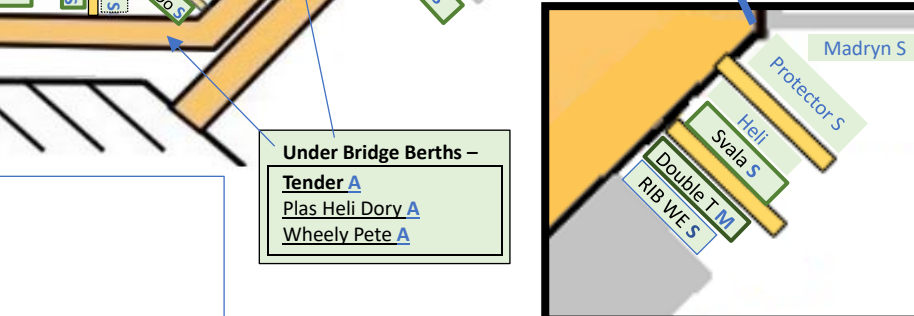 Under Bridge Berths –
Tender A
Plas Heli Dory A
Wheely Pete A
Madryn S
Protector S
Heli
Svala S
Double T M
RIB WE S